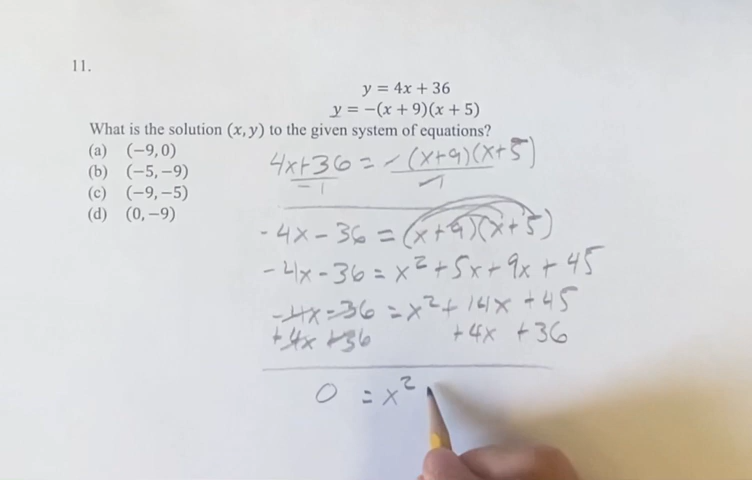 11.
y = 4x + 36
y = −(x + 9)(x + 5)
What is the solution (x, y) to the given system of equations?
(a) (−9, 0)
(b) (−5, −9)
(c) (−9, −5)
(d) (0, −9)
4x+36 = -(x+9)(x+5)
-1 -1
-4x-36 = (x+9)(x+5)
-4x-36 = x²+5x+9x+45
-4x-36 = x²+14x+45
+4x +36 +4x +36
0 = x²